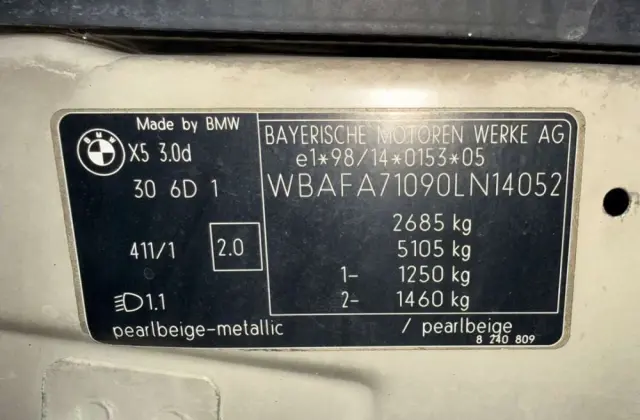 BMW
Made by BMW
X5 3.0d
30 6D 1
411/1 2.0
1.1
pearlbeige-metallic / pearlbeige
BAYERISCHE MOTOREN WERKE AG
e1*98/14*0153*05
WBAFA71090LN14052
2685 kg
5105 kg
1- 1250 kg
2- 1460 kg
8 240 809